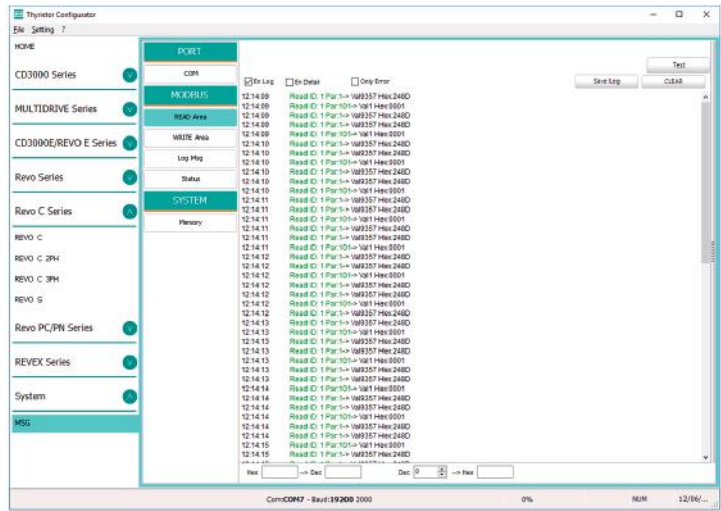 Thyristor Configurator
File Setting ?
HOME
CD3000 Series
MULTIDRIVE Series
CD3000E/REVO E Series
Revo Series
Revo C Series
REVO C
REVO C 2PH
REVO C 3PH
REVO S
Revo PC/PN Series
REVEX Series
System
MSG
PORT
COM
MODBUS
READ Area
WRITE Area
Log Msg
Status
SYSTEM
Memory
Test
En Log En Detail Only Error Save Log CLEAR
12:14:09 Read ID: 1 Par:1-> Val9357 Hex:248D
12:14:09 Read ID: 1 Par:101-> Val1 Hex:0001
12:14:09 Read ID: 1 Par:1-> Val9357 Hex:248D
12:14:09 Read ID: 1 Par:1-> Val9357 Hex:248D
12:14:09 Read ID: 1 Par:101-> Val1 Hex:0001
12:14:10 Read ID: 1 Par:1-> Val9357 Hex:248D
12:14:10 Read ID: 1 Par:1-> Val9357 Hex:248D
12:14:10 Read ID: 1 Par:101-> Val1 Hex:0001
12:14:10 Read ID: 1 Par:1-> Val9357 Hex:248D
12:14:10 Read ID: 1 Par:1-> Val9357 Hex:248D
12:14:10 Read ID: 1 Par:101-> Val1 Hex:0001
12:14:11 Read ID: 1 Par:1-> Val9357 Hex:248D
12:14:11 Read ID: 1 Par:1-> Val9357 Hex:248D
12:14:11 Read ID: 1 Par:101-> Val1 Hex:0001
12:14:11 Read ID: 1 Par:1-> Val9357 Hex:248D
12:14:11 Read ID: 1 Par:1-> Val9357 Hex:248D
12:14:11 Read ID: 1 Par:101-> Val1 Hex:0001
12:14:12 Read ID: 1 Par:1-> Val9357 Hex:248D
12:14:12 Read ID: 1 Par:1-> Val9357 Hex:248D
12:14:12 Read ID: 1 Par:101-> Val1 Hex:0001
12:14:12 Read ID: 1 Par:1-> Val9357 Hex:248D
12:14:12 Read ID: 1 Par:1-> Val9357 Hex:248D
12:14:12 Read ID: 1 Par:101-> Val1 Hex:0001
12:14:12 Read ID: 1 Par:1-> Val9357 Hex:248D
12:14:13 Read ID: 1 Par:1-> Val9357 Hex:248D
12:14:13 Read ID: 1 Par:101-> Val1 Hex:0001
12:14:13 Read ID: 1 Par:1-> Val9357 Hex:248D
12:14:13 Read ID: 1 Par:1-> Val9357 Hex:248D
12:14:13 Read ID: 1 Par:101-> Val1 Hex:0001
12:14:13 Read ID: 1 Par:1-> Val9357 Hex:248D
12:14:13 Read ID: 1 Par:1-> Val9357 Hex:248D
12:14:14 Read ID: 1 Par:101-> Val1 Hex:0001
12:14:14 Read ID: 1 Par:1-> Val9357 Hex:248D
12:14:14 Read ID: 1 Par:1-> Val9357 Hex:248D
12:14:14 Read ID: 1 Par:101-> Val1 Hex:0001
12:14:14 Read ID: 1 Par:1-> Val9357 Hex:248D
12:14:14 Read ID: 1 Par:1-> Val9357 Hex:248D
12:14:15 Read ID: 1 Par:101-> Val1 Hex:0001
12:14:15 Read ID: 1 Par:1-> Val9357 Hex:248D
Hex --> Dec Dec 0 --> Hex
Com:COM7 - Baud:19200 2000 0% NUM 12/06/...